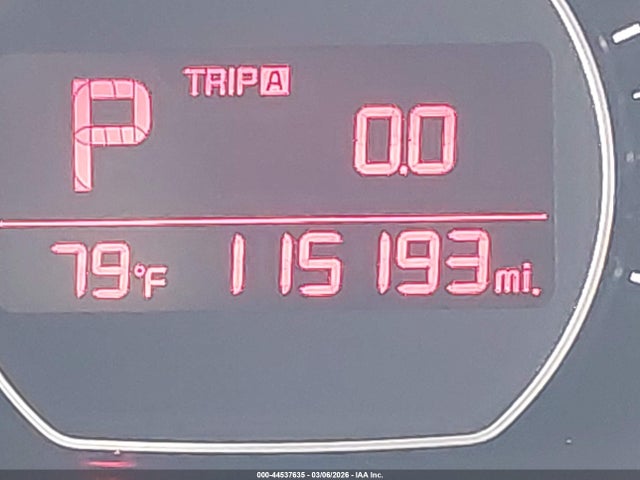 P TRIP A
0.0
79°F 115193 mi.
000-44537635 - 03/06/2026 - IAA Inc.